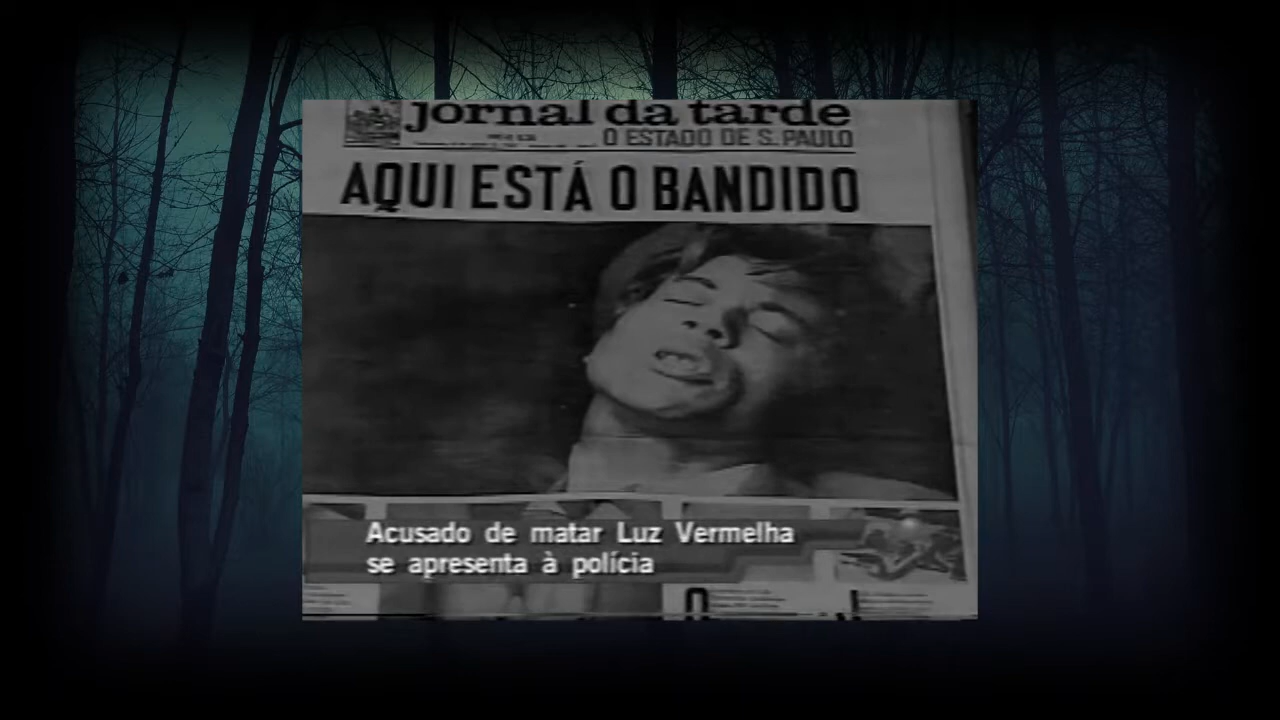 jornal da tarde
O ESTADO DE S. PAULO
AQUI ESTÁ O BANDIDO
Acusado de matar Luz Vermelha
se apresenta à polícia